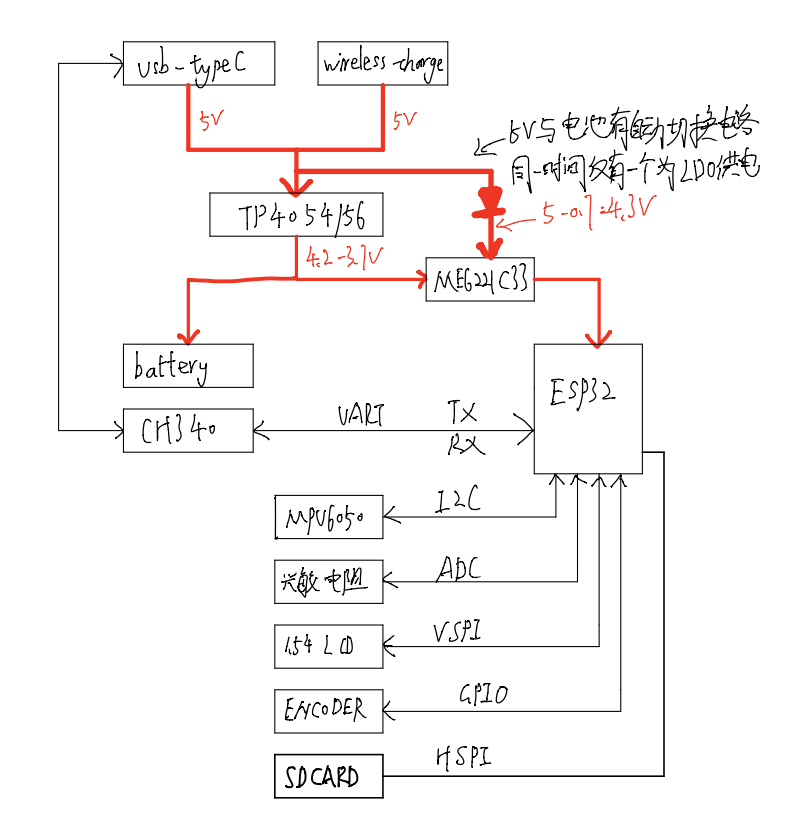 usb-typeC
wireless-charge
5V
5V
5V与电池有自动切换电路
同一时间仅有一个为LDO供电
TP4054/56
5-0.7=4.3V
4.2-3.7V
ME6221C33
battery
ESP32
CH340
UART
TX
RX
MPU6050
I2C
光敏电阻
ADC
1.54 LCD
VSPI
ENCODER
GPIO
SDCARD
HSPI